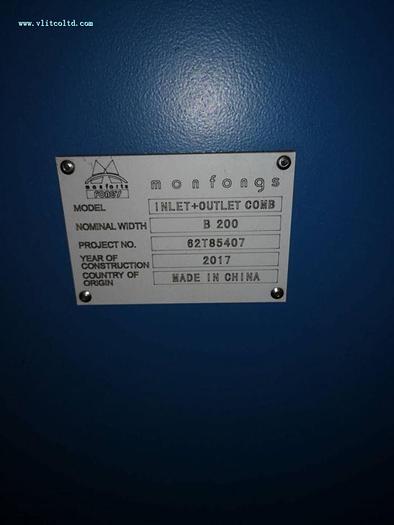 www.vlitcoltd.com
monforts
FONG'S
monfongs
MODEL INLET+OUTLET COMB
NOMINAL WIDTH B 200
PROJECT NO. 62T85407
YEAR OF CONSTRUCTION 2017
COUNTRY OF ORIGIN MADE IN CHINA